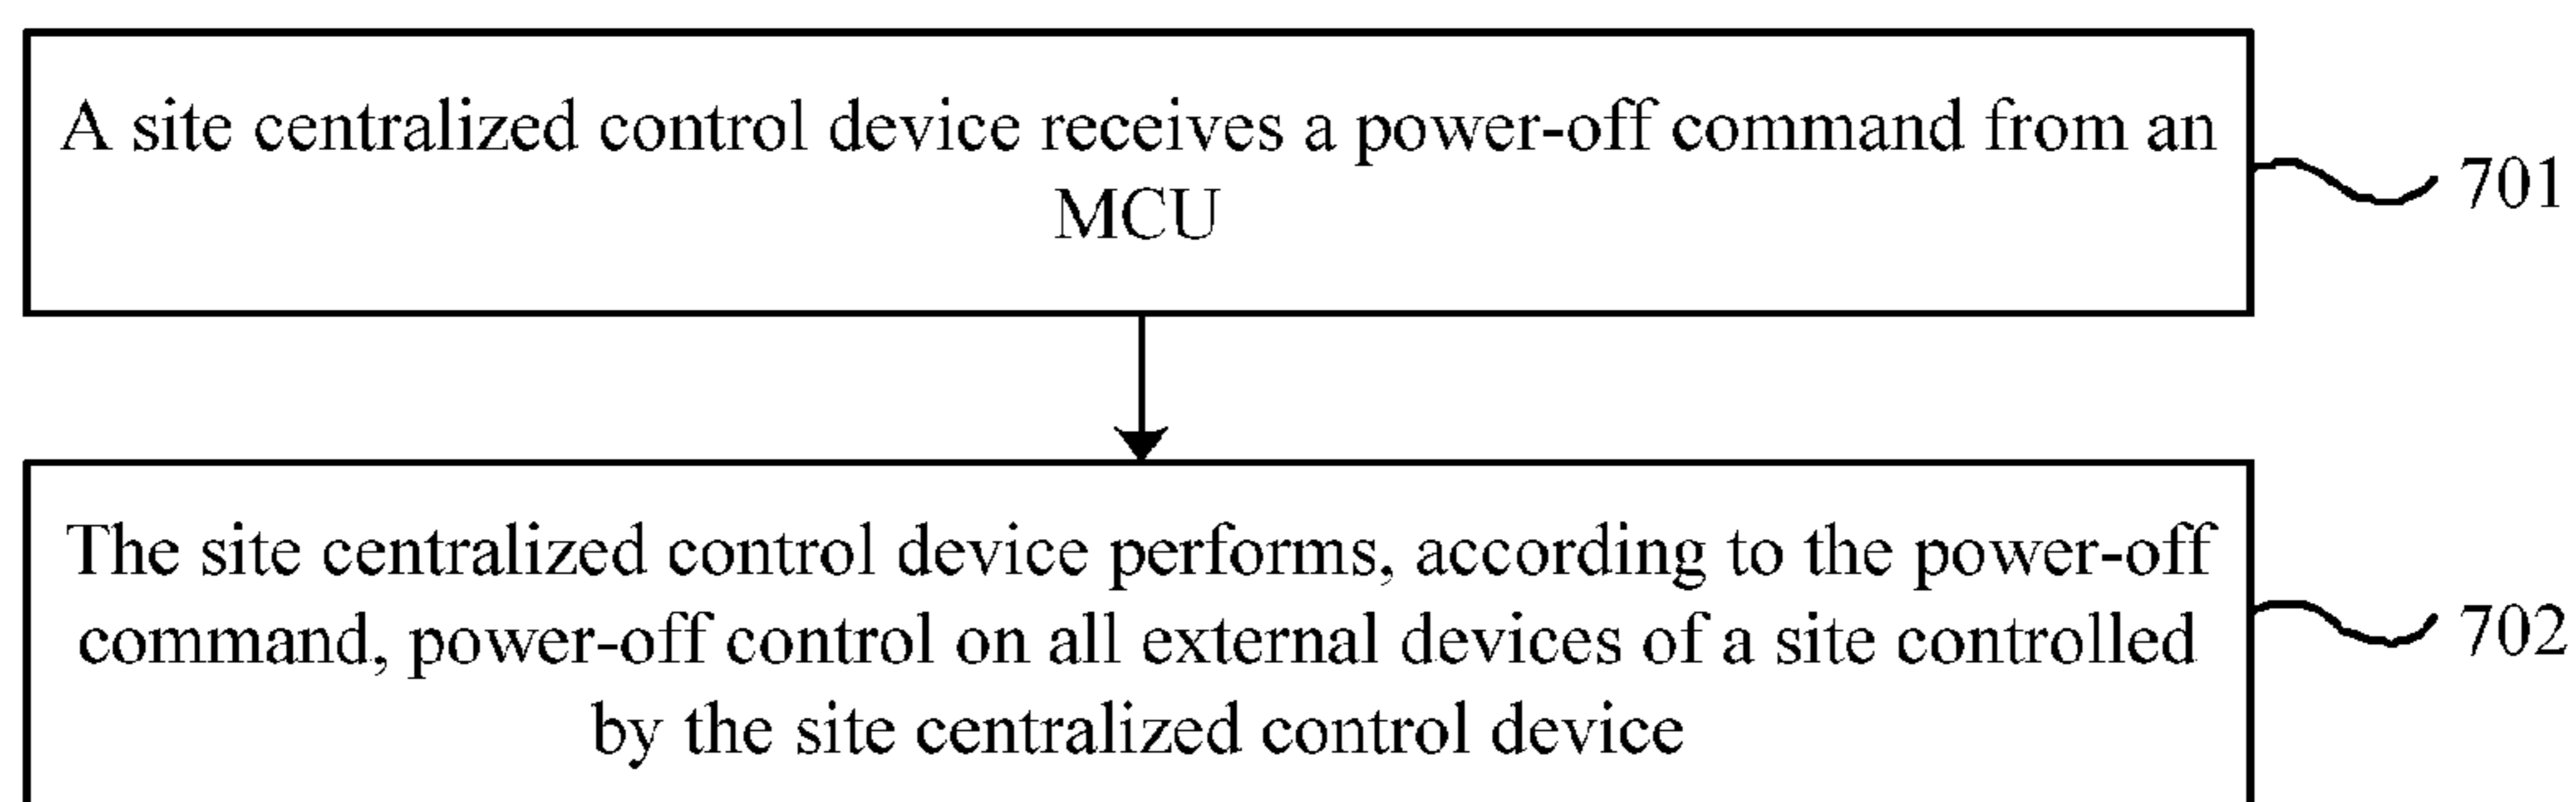 A site centralized control device receives a power-off command from an
MCU
701
The site centralized control device performs, according to the power-off
command, power-off control on all external devices of a site controlled
by the site centralized control device
702